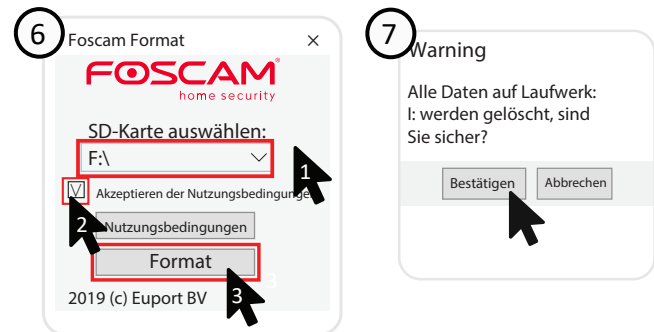 6
Foscam Format
×
FOSCAM®
home security
SD-Karte auswählen:
F:\
1
Akzeptieren der Nutzungsbedingungen
2
Nutzungsbedingungen
Format
3
3
2019 (c) Euport BV
7
Warning
Alle Daten auf Laufwerk:
I: werden gelöscht, sind
Sie sicher?
Bestätigen
Abbrechen